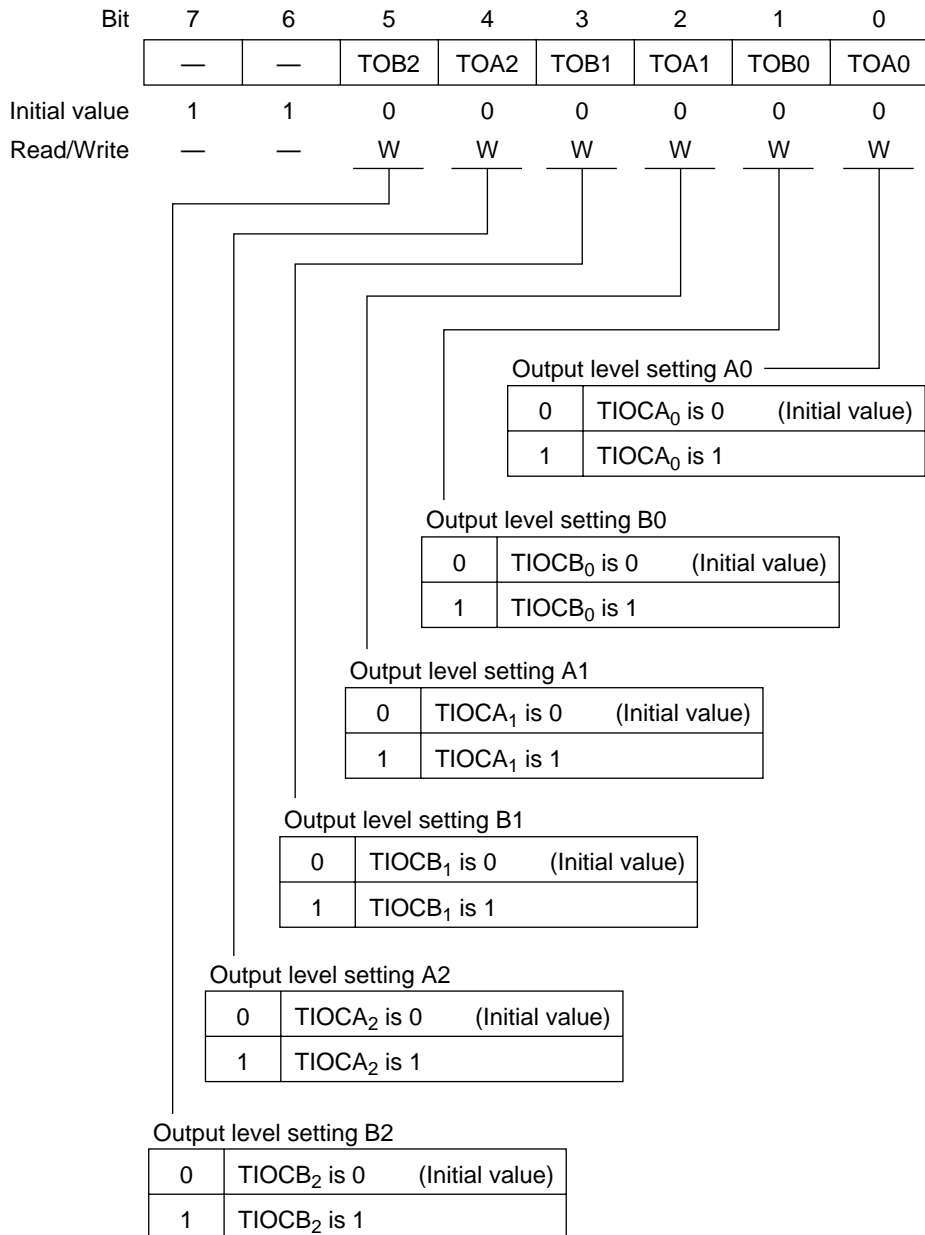 Bit 7 6 5 4 3 2 1 0
— — TOB2 TOA2 TOB1 TOA1 TOB0 TOA0
Initial value 1 1 0 0 0 0 0 0
Read/Write — — W W W W W W
Output level setting A0
0 TIOCA₀ is 0 (Initial value)
1 TIOCA₀ is 1
Output level setting B0
0 TIOCB₀ is 0 (Initial value)
1 TIOCB₀ is 1
Output level setting A1
0 TIOCA₁ is 0 (Initial value)
1 TIOCA₁ is 1
Output level setting B1
0 TIOCB₁ is 0 (Initial value)
1 TIOCB₁ is 1
Output level setting A2
0 TIOCA₂ is 0 (Initial value)
1 TIOCA₂ is 1
Output level setting B2
0 TIOCB₂ is 0 (Initial value)
1 TIOCB₂ is 1